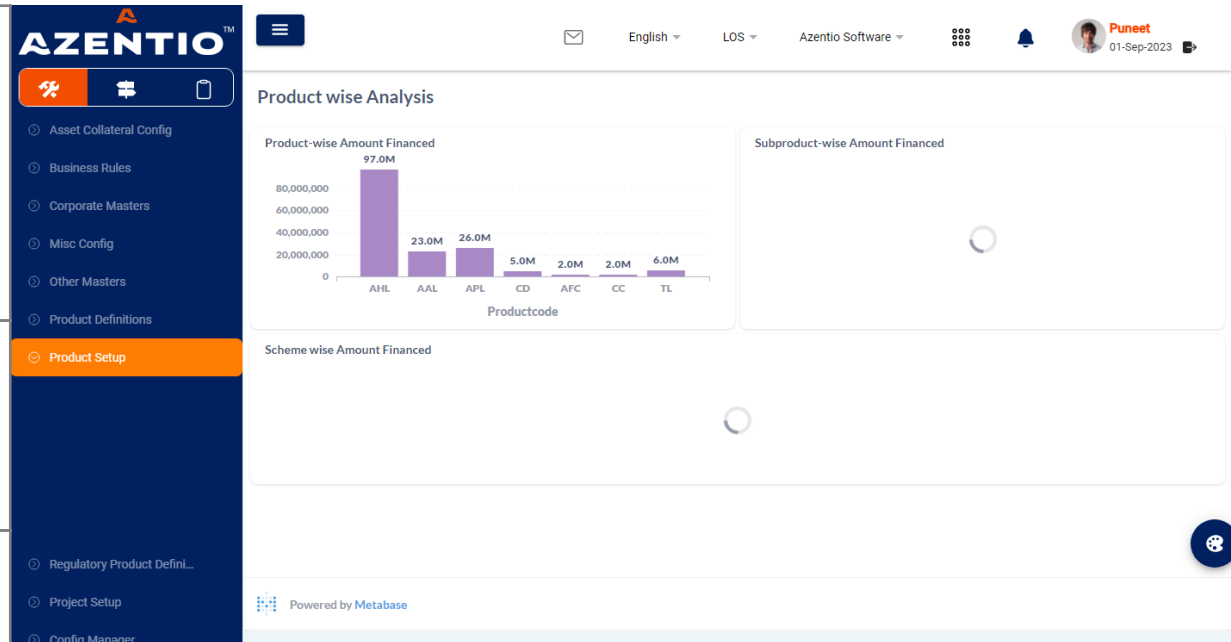 AZENTIO™
English
LOS
Azentio Software
Puneet
01-Sep-2023
Asset Collateral Config
Business Rules
Corporate Masters
Misc Config
Other Masters
Product Definitions
Product Setup
Regulatory Product Defini...
Project Setup
Config Manager
Product wise Analysis
Product-wise Amount Financed
97.0M
80,000,000
60,000,000
40,000,000
23.0M
26.0M
20,000,000
5.0M
2.0M
2.0M
6.0M
0
AHL AAL APL CD AFC CC TL
Productcode
Subproduct-wise Amount Financed
Scheme wise Amount Financed
Powered by Metabase